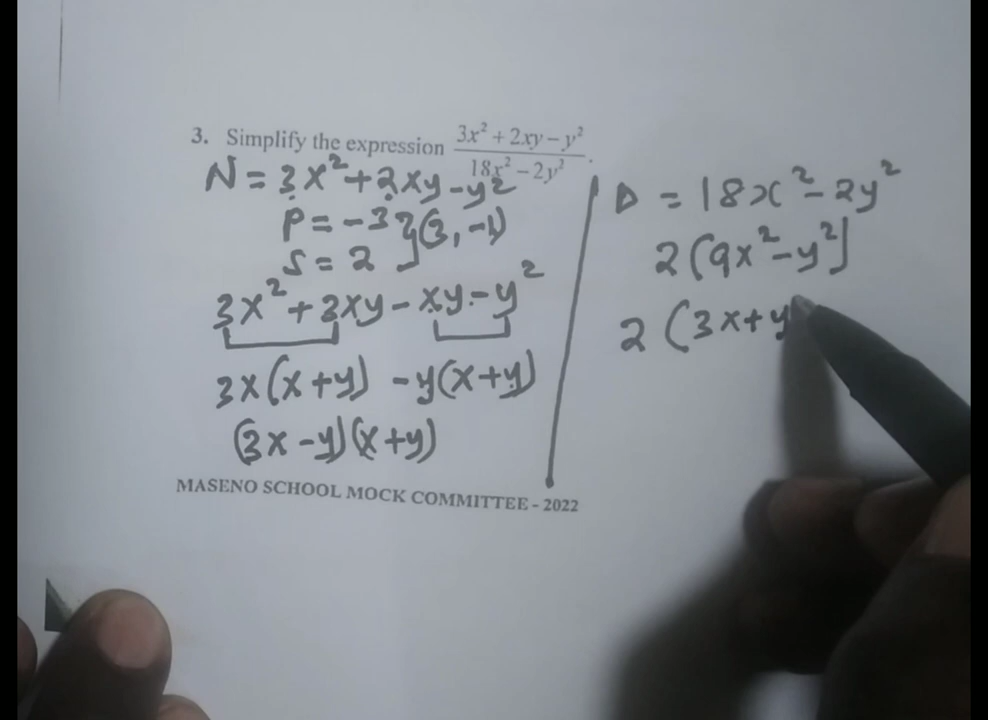 3. Simplify the expression (3x² + 2xy – y²)/(18x² – 2y²).
N = 3x² + 2xy - y²
P = -3 } (3, -1)
S = 2
3x² + 3xy - xy - y²
3x(x+y) - y(x+y)
(3x - y)(x+y)
MASENO SCHOOL MOCK COMMITTEE - 2022
D = 18x² - 2y²
2(9x² - y²)
2(3x + y